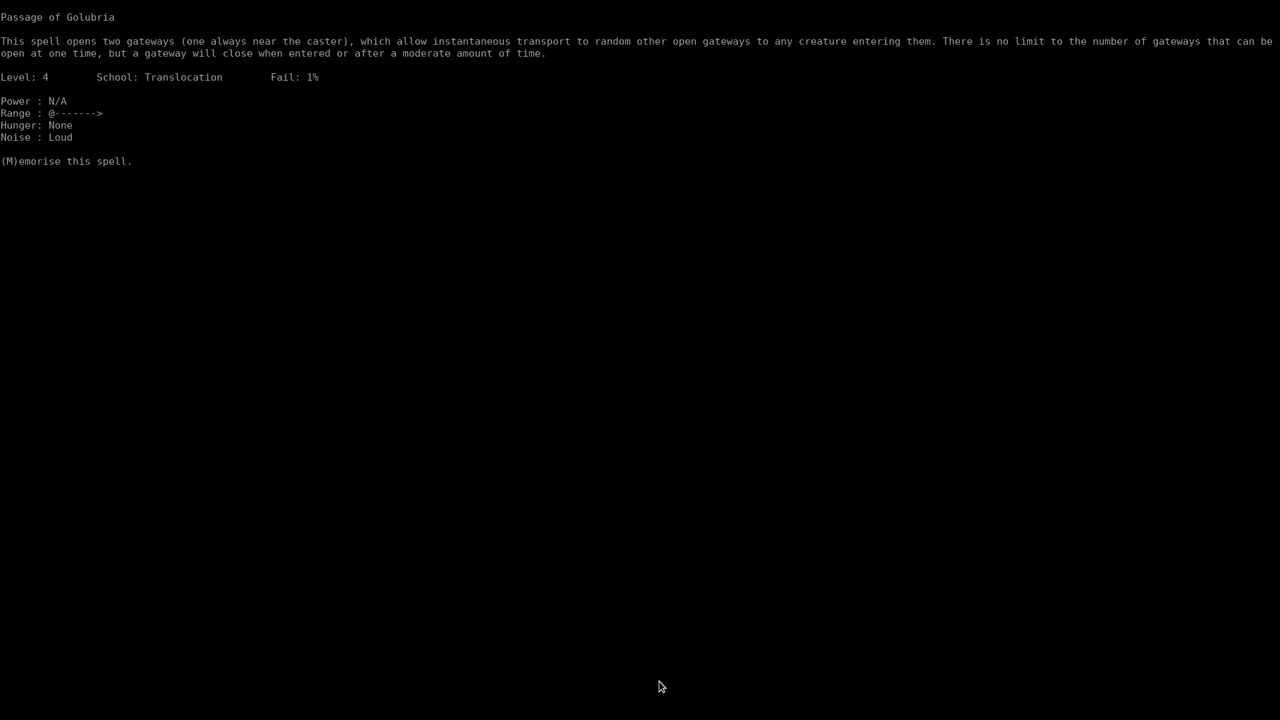 Passage of Golubria
This spell opens two gateways (one always near the caster), which allow instantaneous transport to random other open gateways to any creature entering them. There is no limit to the number of gateways that can be
open at one time, but a gateway will close when entered or after a moderate amount of time.
Level: 4        School: Translocation        Fail: 1%
Power : N/A
Range : @------->
Hunger: None
Noise : Loud
(M)emorise this spell.